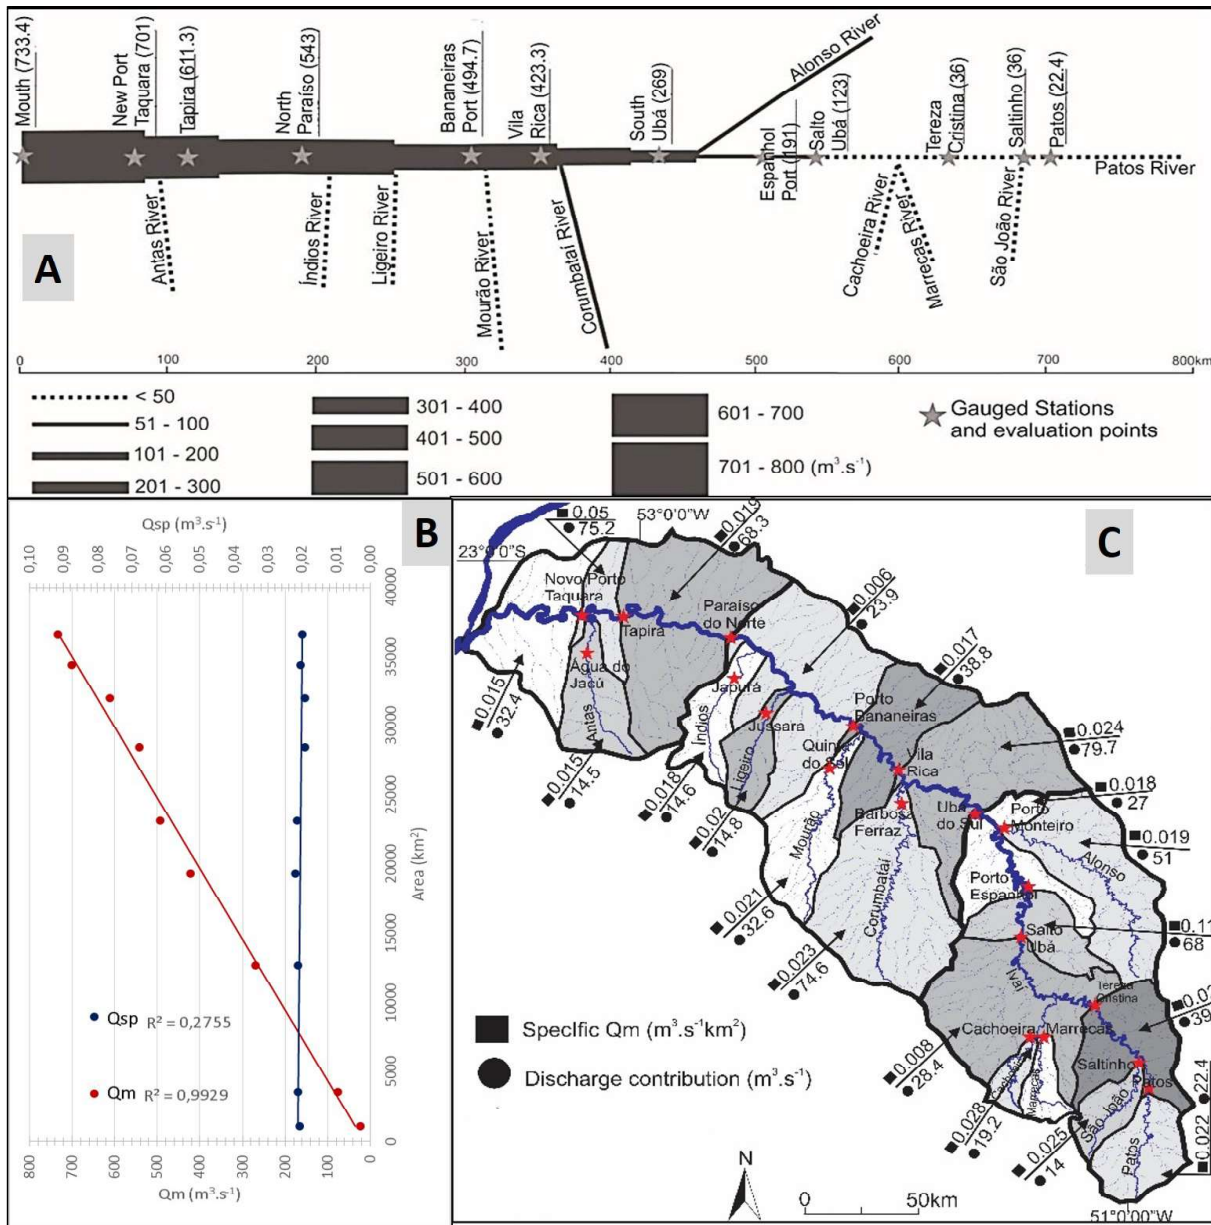 Mouth (733.4)
New Port
Taquara (701)
Tapira (611.3)
North
Paraíso (543)
Bananeiras
Port (494.7)
Vila
Rica (423.3)
South
Ubá (269)
Alonso River
Espanhol
Port (191)
Salto
Ubá (123)
Tereza
Cristina (36)
Saltinho (36)
Patos (22.4)
Patos River
Antas River
Índios River
Ligeiro River
Mourão River
Corumbataí River
Cachoeira River
Marrecas River
São João River
A
0 100 200 300 400 500 600 700 800km
< 50
51 - 100
101 - 200
201 - 300
301 - 400
401 - 500
501 - 600
601 - 700
701 - 800 (m³.s⁻¹)
Gauged Stations
and evaluation points
B
Qsp (m³.s⁻¹)
0,10 0,09 0,08 0,07 0,06 0,05 0,04 0,03 0,02 0,01 0,00
40000
35000
30000
25000
20000
15000
10000
5000
0
Area (km²)
Qsp R² = 0,2755
Qm R² = 0,9929
800 700 600 500 400 300 200 100 0
Qm (m³.s⁻¹)
C
53°0'0"W
23°0'0"S
0.05
75.2
0.019
68.3
0.006
23.9
0.017
38.8
0.024
79.7
0.018
27
0.019
51
0.11
68
39
22.4
0.022
0.015
32.4
0.015
14.5
0.018
14.6
0.02
14.8
0.021
32.6
0.023
74.6
0.008
28.4
0.028
19.2
0.025
14
Novo Porto
Taquara
Tapira
Paraíso
do Norte
Água do
Jacú
Antas
Japurá
Índios
Jussara
Ligeiro
Porto
Bananeiras
Quinta
do Sol
Mourão
Vila
Rica
Barbosa
Ferraz
Corumbataí
Ubá
do Sul
Porto
Monteiro
Alonso
Porto
Espanhol
Salto
Ubá
Ivaí
Tereza
Cristina
Cachoeira
Marrecas
Cachoeira
Marrecas
Saltinho
Patos
São João
Patos
Specific Qm (m³.s⁻¹km²)
Discharge contribution (m³.s⁻¹)
N
0 50km
51°0'00"W